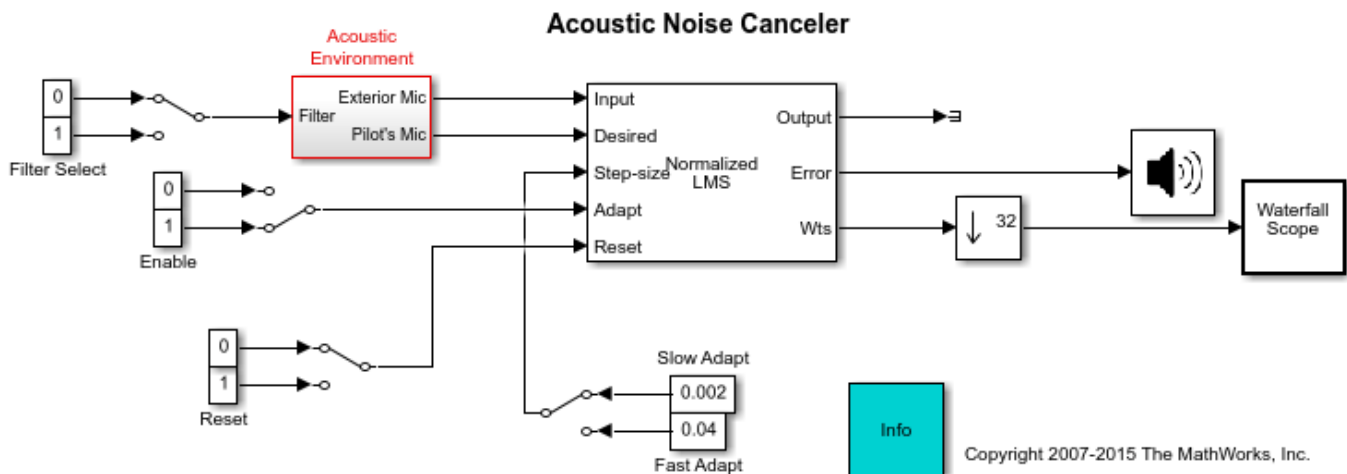 Acoustic Noise Canceler
Acoustic
Environment
0
1
Filter Select
Filter
Exterior Mic
Pilot's Mic
0
1
Enable
0
1
Reset
Input
Desired
Step-size
Adapt
Reset
Normalized
LMS
Output
Error
Wts
32
Waterfall
Scope
Slow Adapt
0.002
0.04
Fast Adapt
Info
Copyright 2007-2015 The MathWorks, Inc.